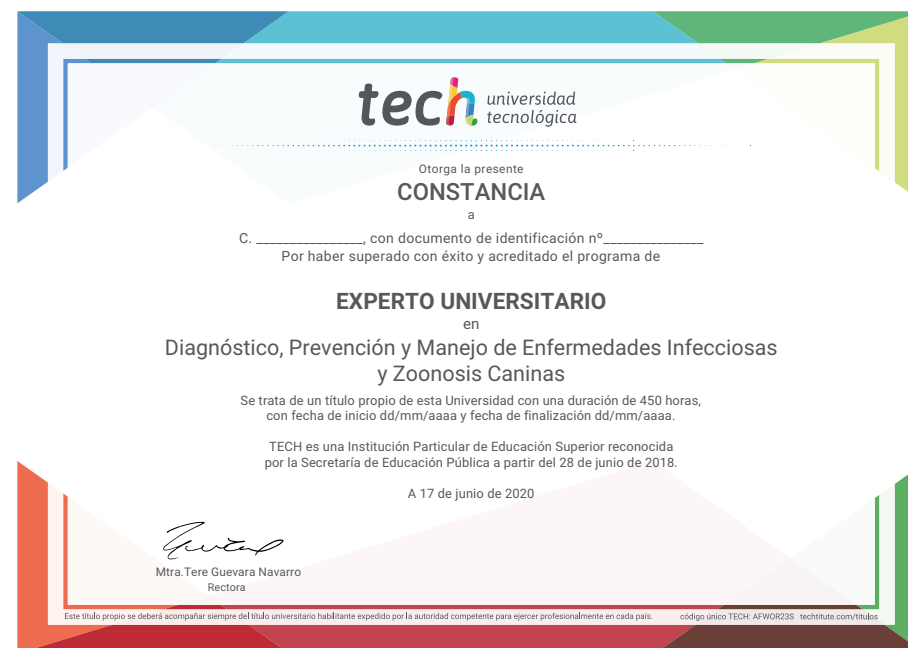 tech universidad
tecnológica
Otorga la presente
CONSTANCIA
a
C. ________________, con documento de identificación nº_______________
Por haber superado con éxito y acreditado el programa de
EXPERTO UNIVERSITARIO
en
Diagnóstico, Prevención y Manejo de Enfermedades Infecciosas
y Zoonosis Caninas
Se trata de un título propio de esta Universidad con una duración de 450 horas,
con fecha de inicio dd/mm/aaaa y fecha de finalización dd/mm/aaaa.
TECH es una Institución Particular de Educación Superior reconocida
por la Secretaría de Educación Pública a partir del 28 de junio de 2018.
A 17 de junio de 2020
Mtra.Tere Guevara Navarro
Rectora
Este título propio se deberá acompañar siempre del título universitario habilitante expedido por la autoridad competente para ejercer profesionalmente en cada país. código único TECH: AFWOR23S techtitute.com/titulos